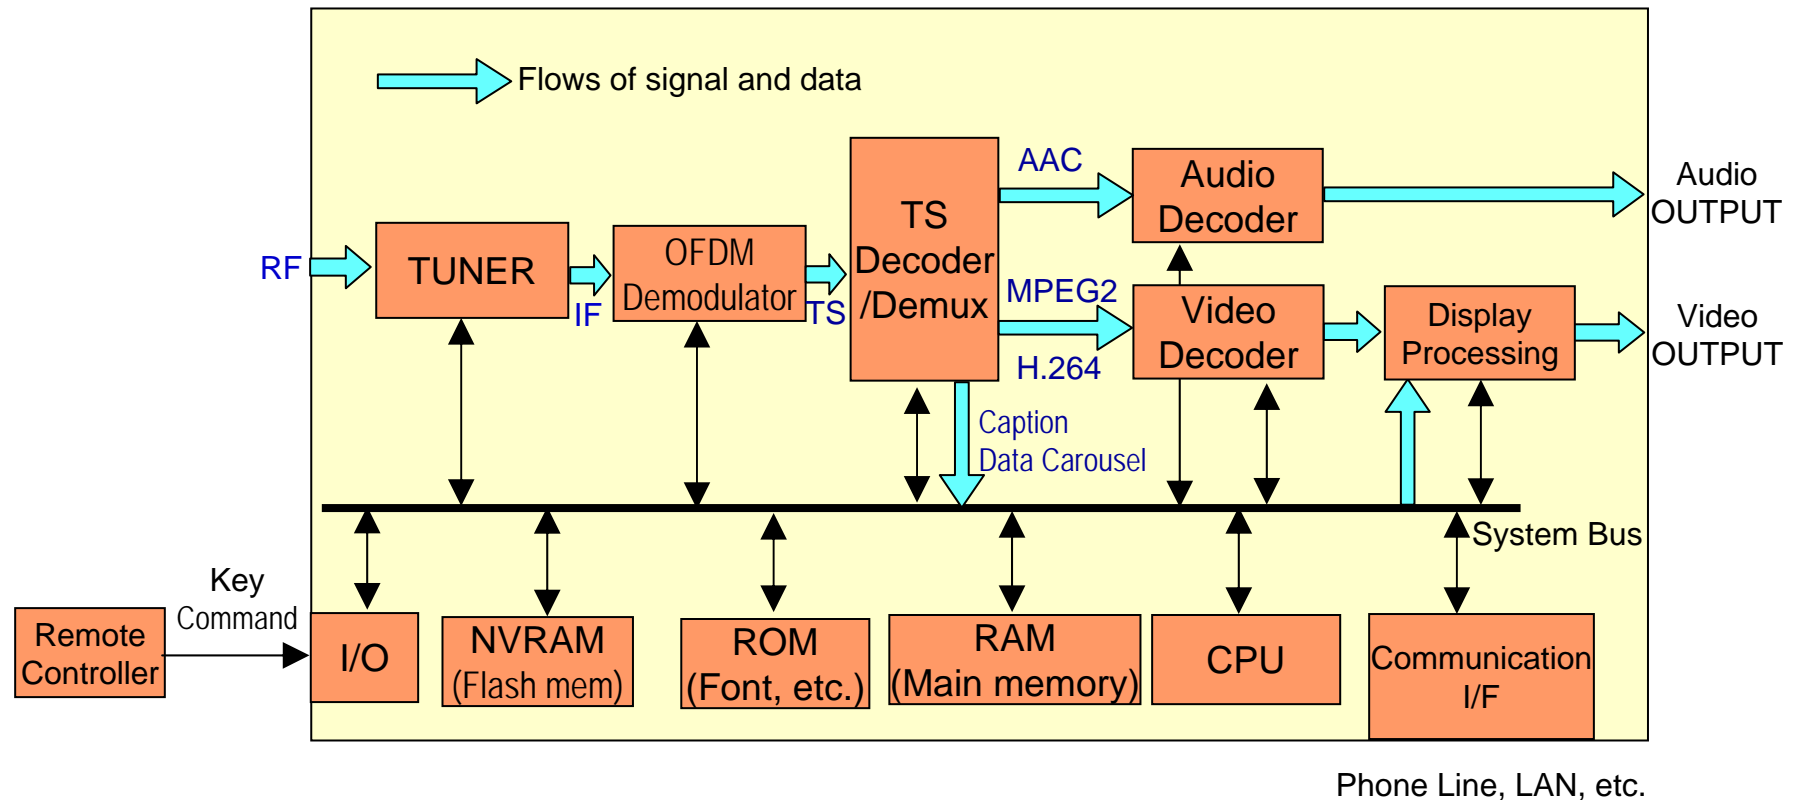 Flows of signal and data
RF
TUNER
IF
OFDM
Demodulator
TS
TS
Decoder
/Demux
AAC
Audio
Decoder
Audio
OUTPUT
MPEG2
H.264
Video
Decoder
Display
Processing
Video
OUTPUT
Caption
Data Carousel
System Bus
Remote
Controller
Key
Command
I/O
NVRAM
(Flash mem)
ROM
(Font, etc.)
RAM
(Main memory)
CPU
Communication
I/F
Phone Line, LAN, etc.